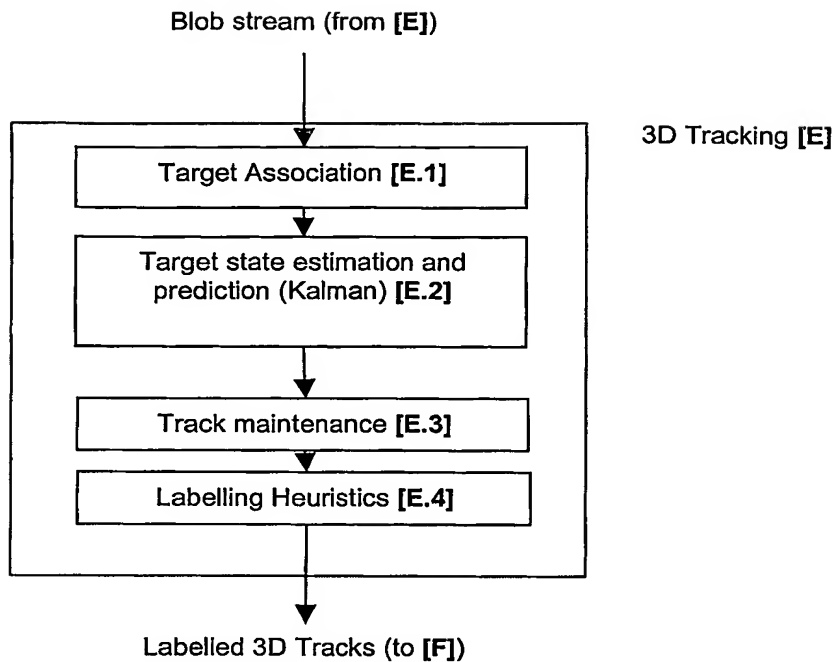 Blob stream (from [E])
3D Tracking [E]
Target Association [E.1]
Target state estimation and
prediction (Kalman) [E.2]
Track maintenance [E.3]
Labelling Heuristics [E.4]
Labelled 3D Tracks (to [F])